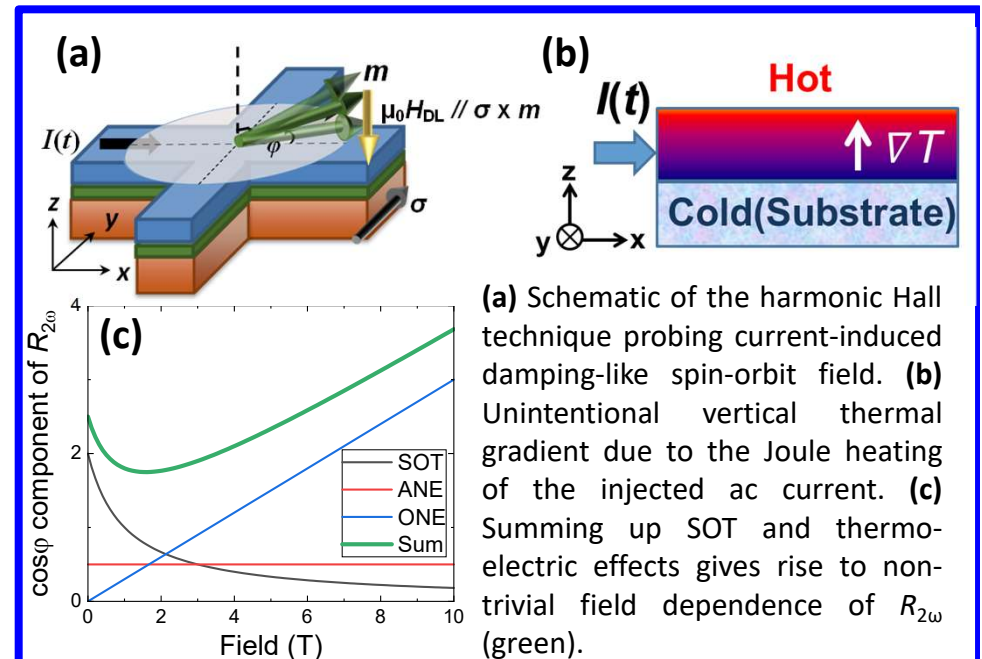 (a)
m
μ₀H_DL // σ x m
I(t)
φ
σ
z
y
x
(b)
Hot
I(t)
∇T
z
Cold(Substrate)
y
x
4
(c)
cosφ component of R₂ω
2
0
SOT
ANE
ONE
Sum
0
2
4
6
8
10
Field (T)
(a) Schematic of the harmonic Hall
technique probing current-induced
damping-like spin-orbit field. (b)
Unintentional vertical thermal
gradient due to the Joule heating
of the injected ac current. (c)
Summing up SOT and thermo-
electric effects gives rise to non-
trivial field dependence of R₂ω
(green).